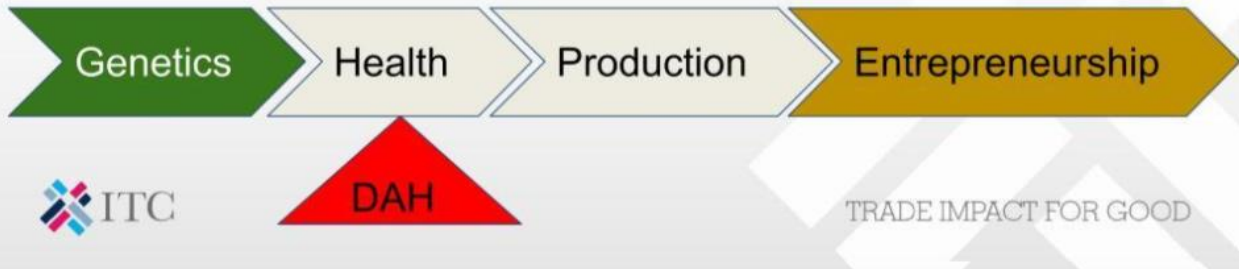 Genetics Health Production Entrepreneurship
DAH
ITC
TRADE IMPACT FOR GOOD